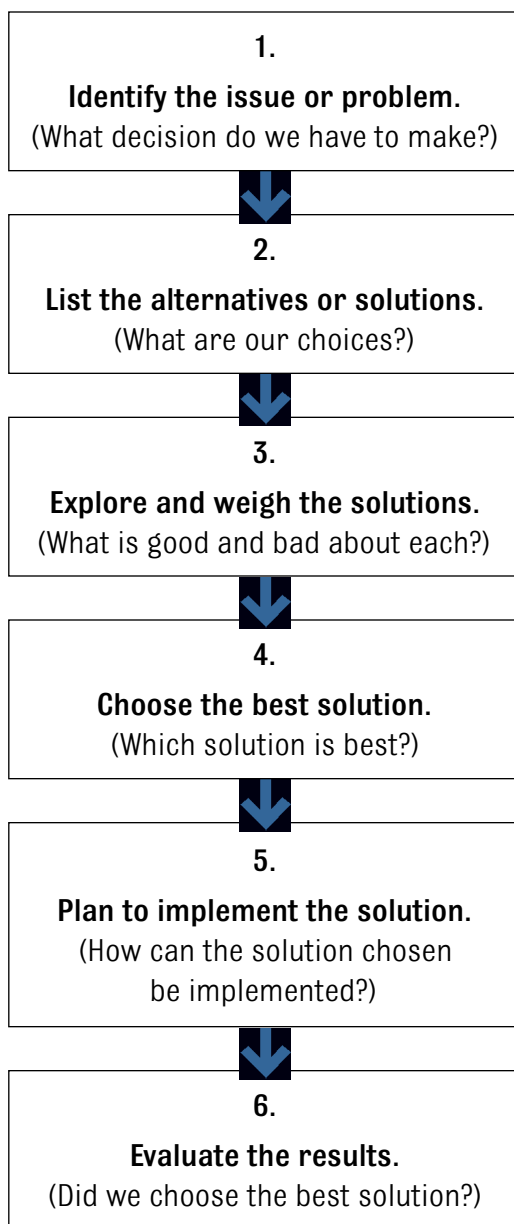 1.
Identify the issue or problem.
(What decision do we have to make?)
2.
List the alternatives or solutions.
(What are our choices?)
3.
Explore and weigh the solutions.
(What is good and bad about each?)
4.
Choose the best solution.
(Which solution is best?)
5.
Plan to implement the solution.
(How can the solution chosen
be implemented?)
6.
Evaluate the results.
(Did we choose the best solution?)